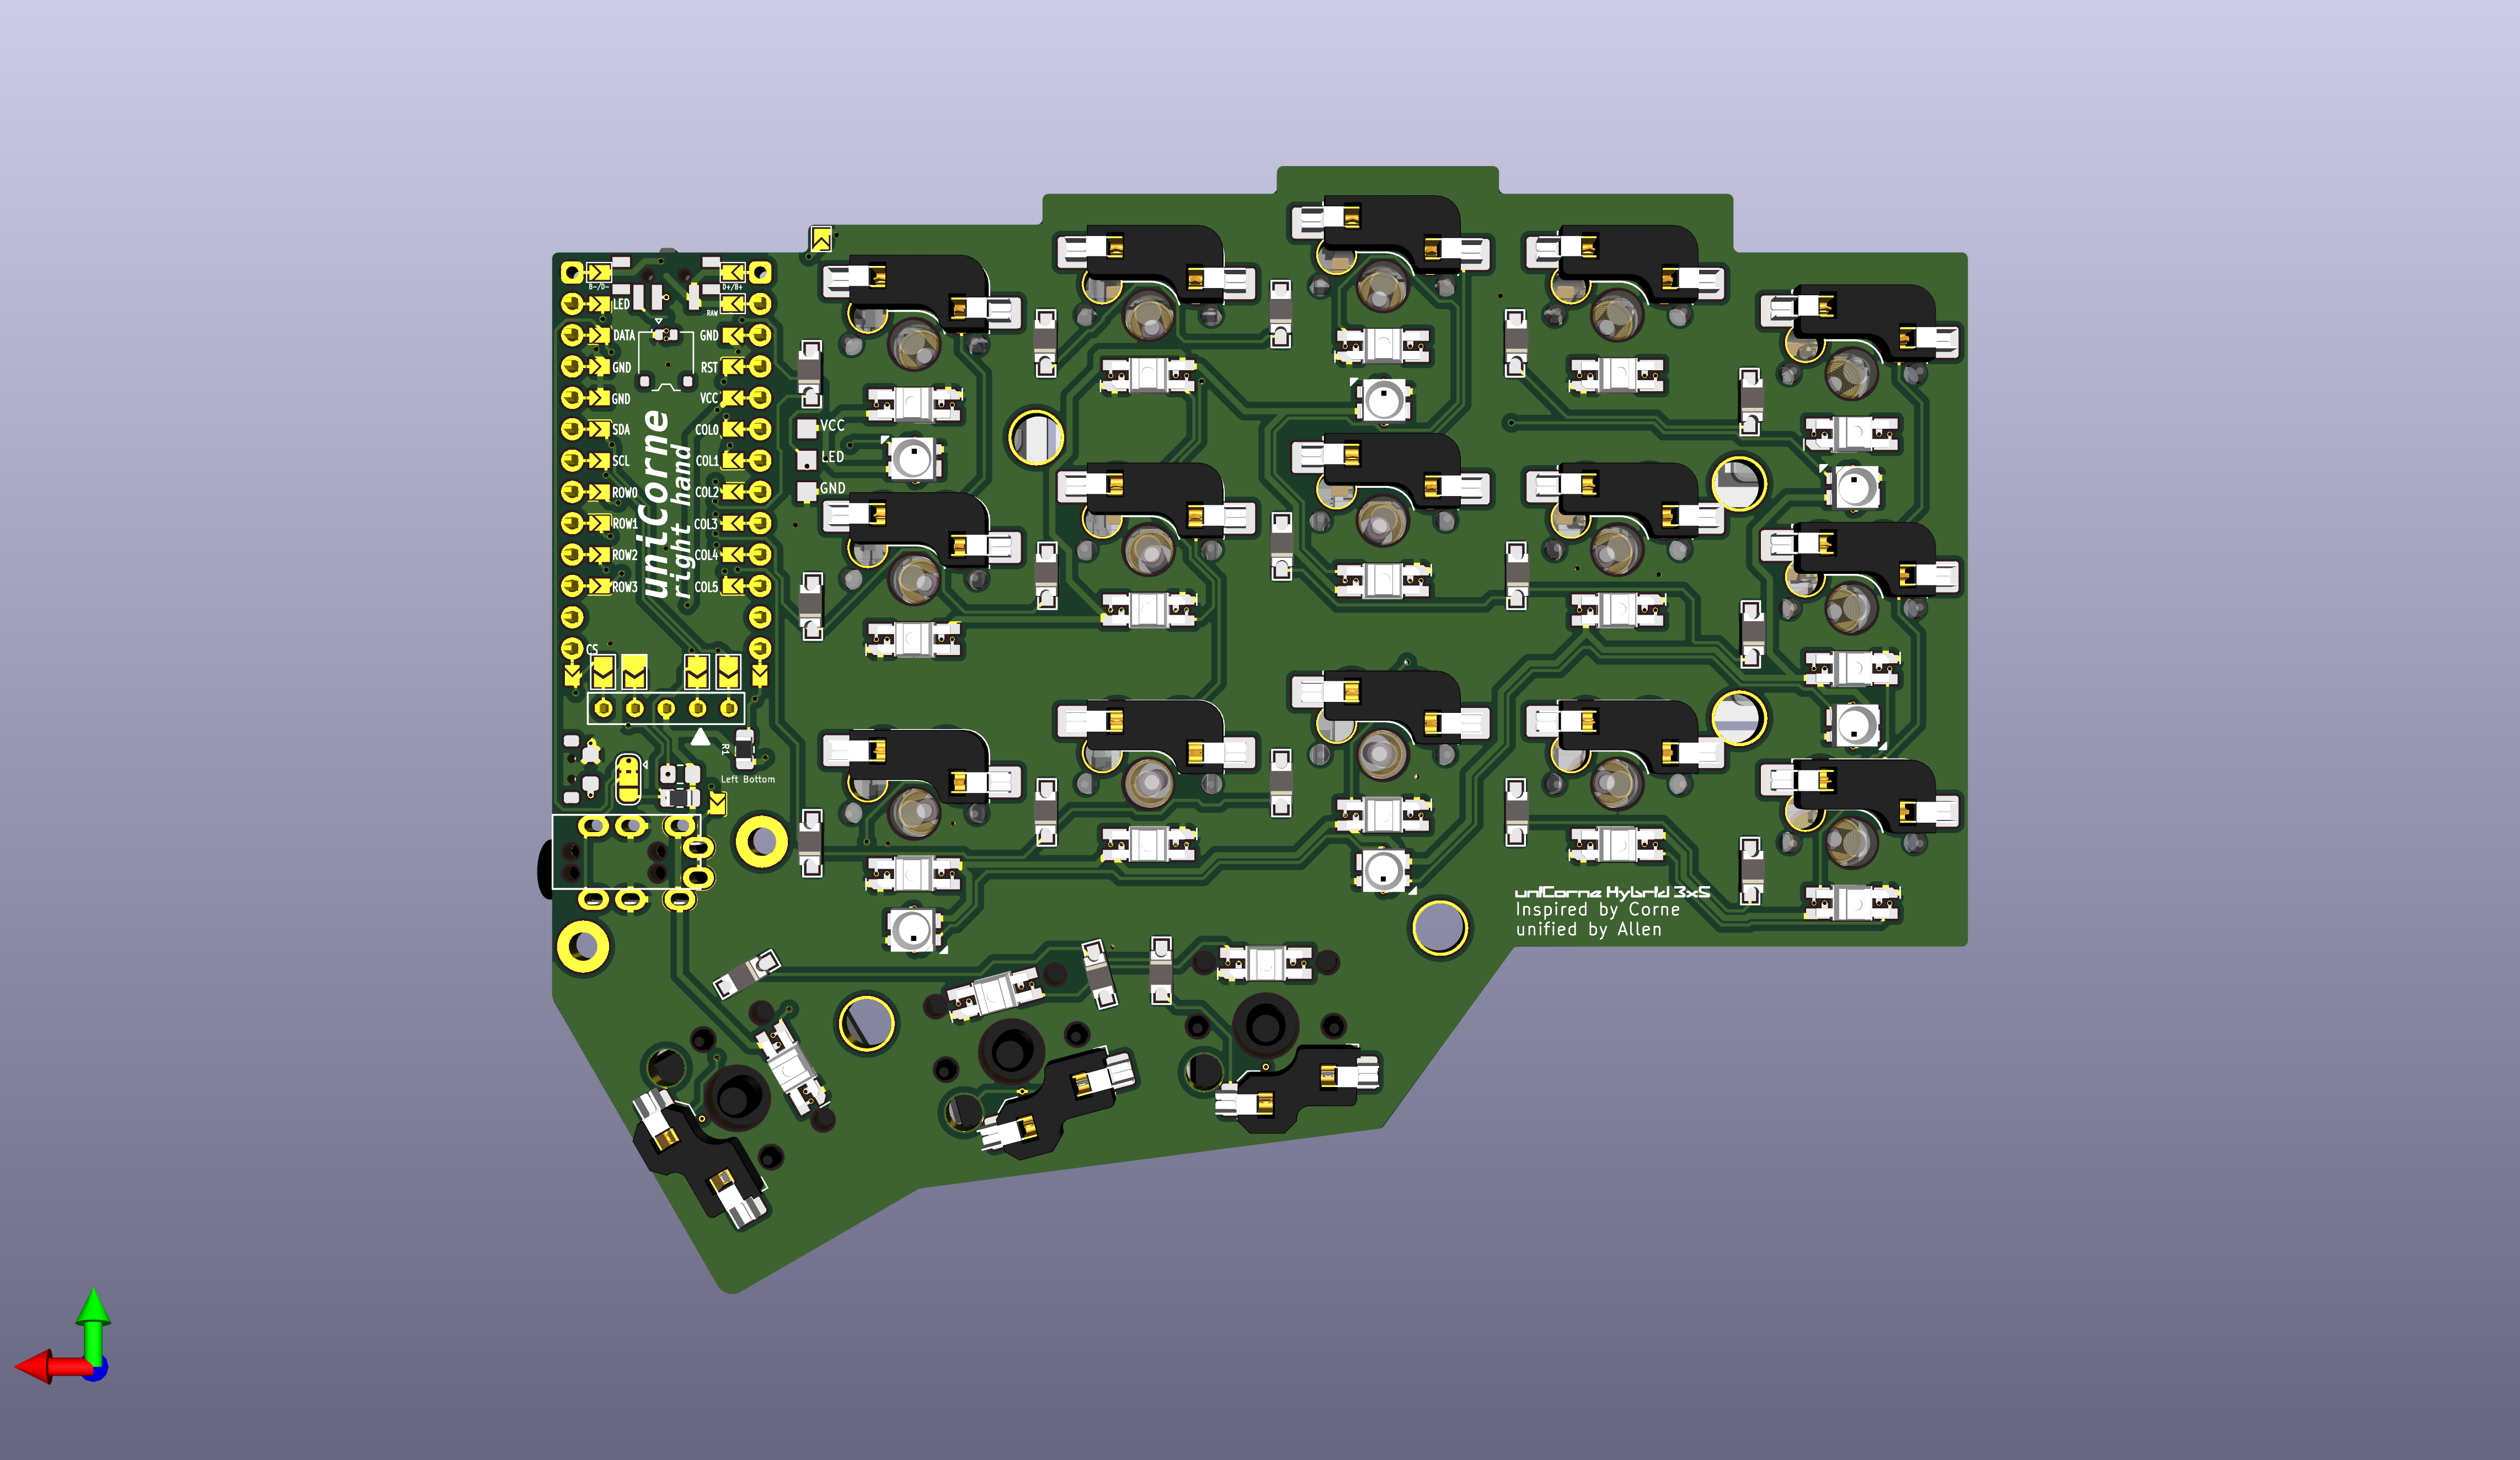 B-/D-
D+/B+
LED
RAW
DATA
GND
GND
RST
GND
VCC
SDA
COL0
SCL
COL1
ROW0
COL2
ROW1
COL3
ROW2
COL4
ROW3
COL5
uniCorne
right hand
CS
R1
Left Bottom
VCC
LED
GND
uniCorne Hybrid 3x5
Inspired by Corne
unified by Allen